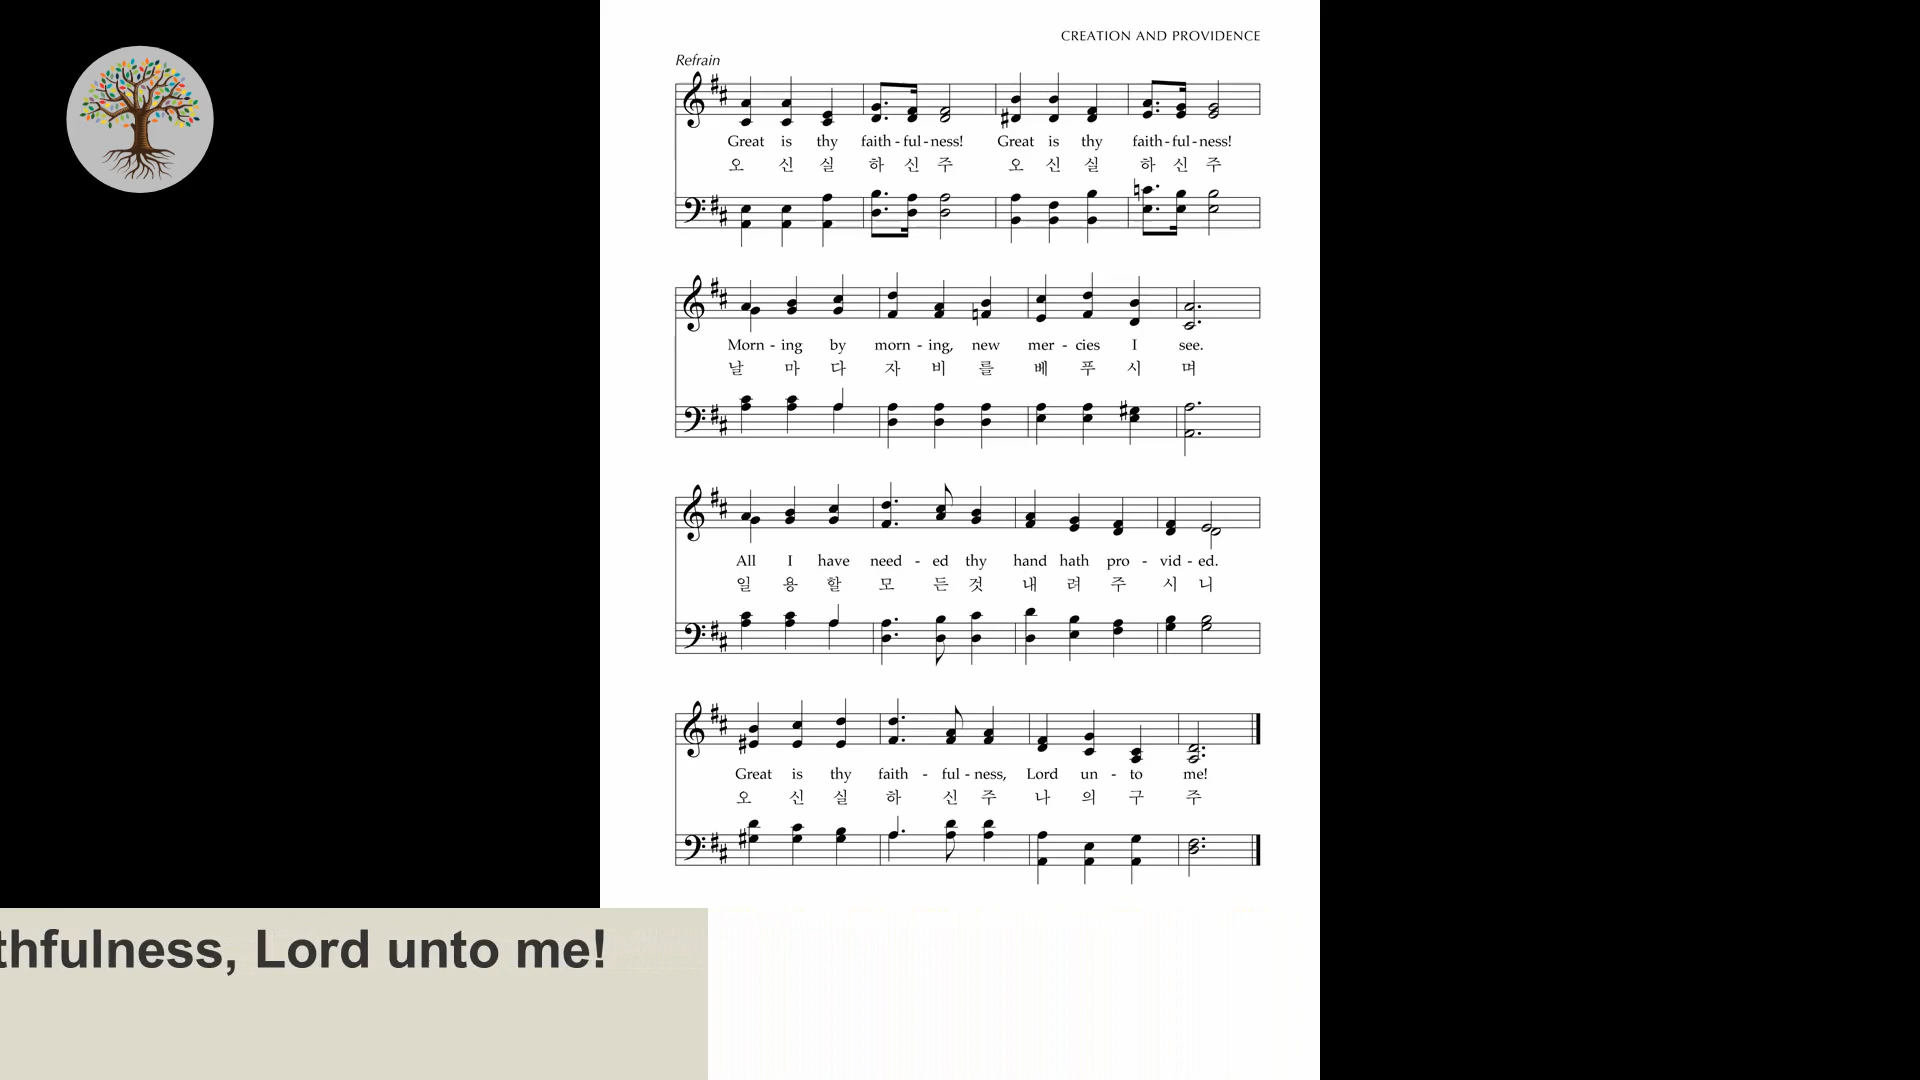 CREATION AND PROVIDENCE
Refrain
Great is thy faith - ful - ness! Great is thy faith - ful - ness!
오 신 실 하 신 주 오 신 실 하 신 주
Morn - ing by morn - ing, new mer - cies I see.
날 마 다 자 비 를 베 푸 시 며
All I have need - ed thy hand hath pro - vid - ed.
일 용 할 모 든 것 내 려 주 시 니
Great is thy faith - ful - ness, Lord un - to me!
오 신 실 하 신 주 나 의 구 주
thfulness, Lord unto me!